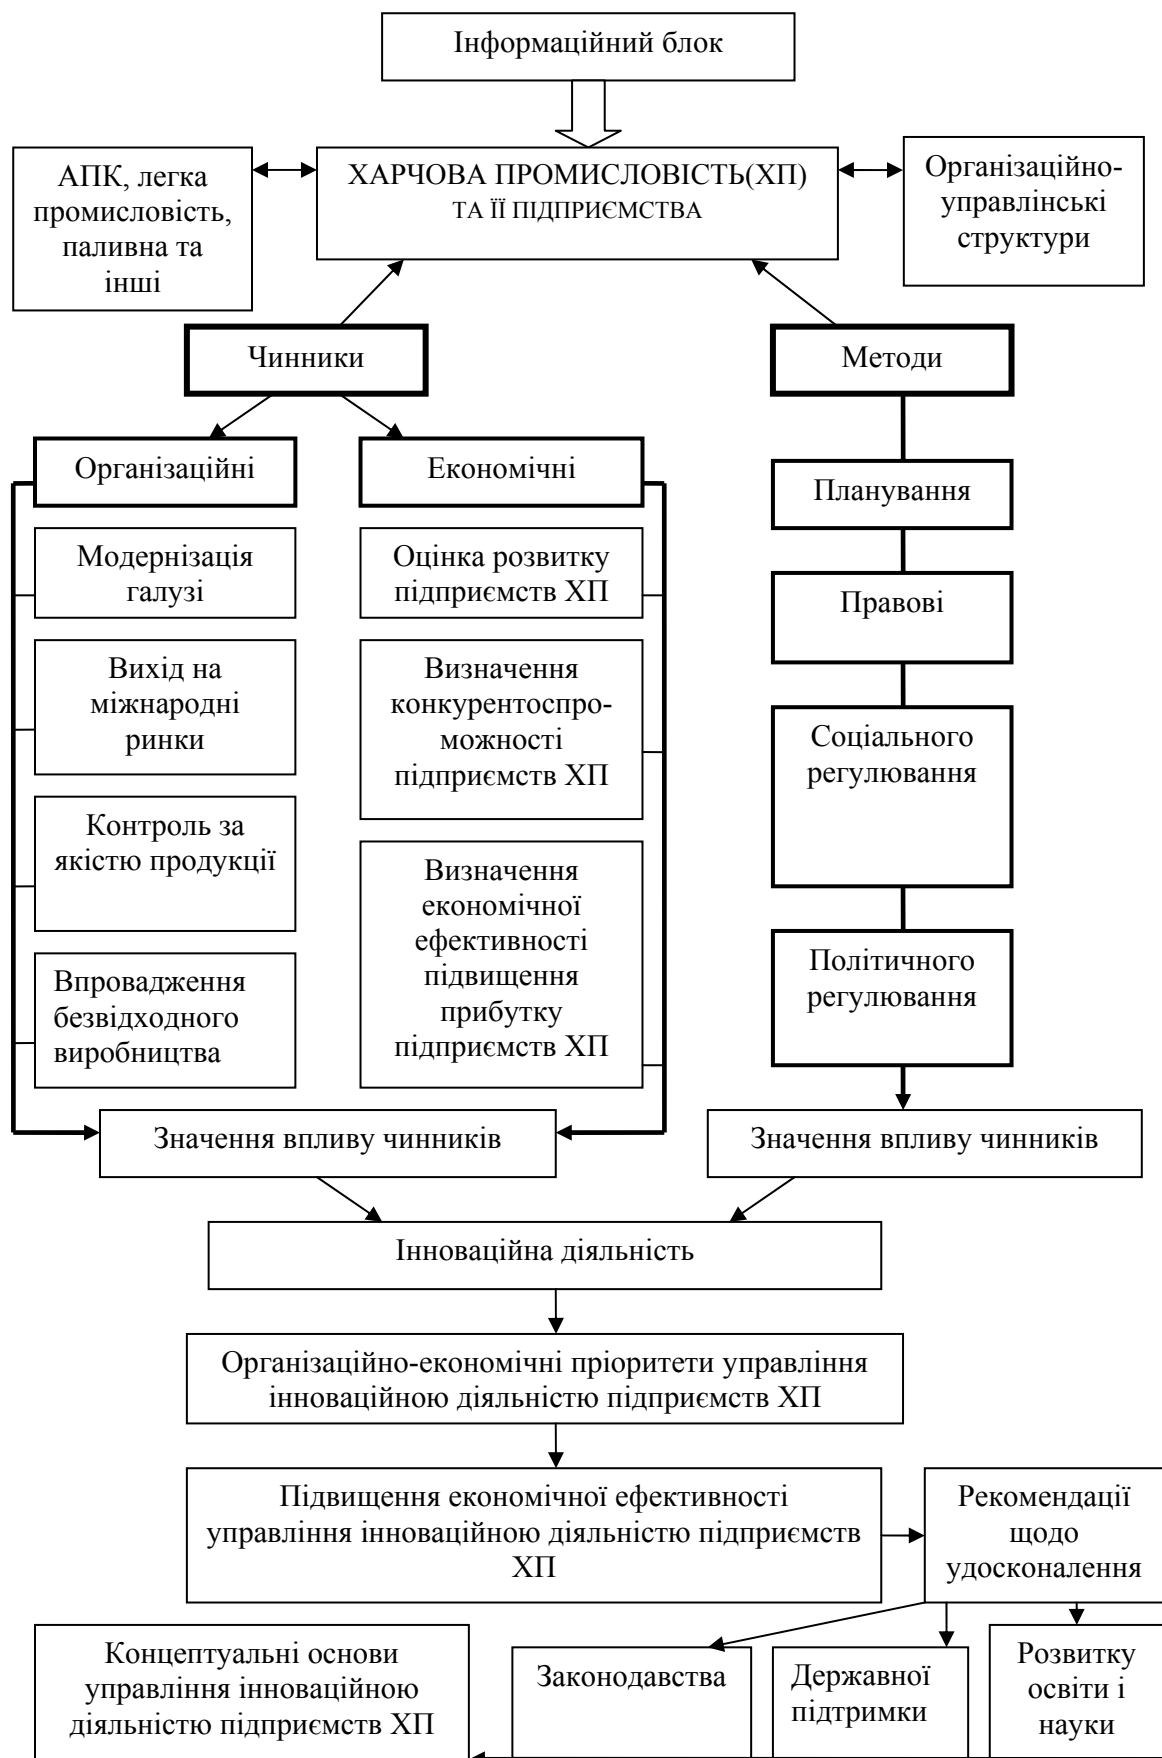 Інформаційний блок
АПК, легка
промисловість,
паливна та
інші
ХАРЧОВА ПРОМИСЛОВІСТЬ(ХП)
ТА ЇЇ ПІДПРИЄМСТВА
Організаційно-
управлінські
структури
Чинники
Методи
Організаційні
Економічні
Планування
Модернізація
галузі
Оцінка розвитку
підприємств ХП
Правові
Вихід на
міжнародні
ринки
Визначення
конкурентоспро-
можності
підприємств ХП
Соціального
регулювання
Контроль за
якістю продукції
Визначення
економічної
ефективності
підвищення
прибутку
підприємств ХП
Політичного
регулювання
Впровадження
безвідходного
виробництва
Значення впливу чинників
Значення впливу чинників
Інноваційна діяльність
Організаційно-економічні пріоритети управління
інноваційною діяльністю підприємств ХП
Підвищення економічної ефективності
управління інноваційною діяльністю підприємств
ХП
Рекомендації
щодо
удосконалення
Концептуальні основи
управління інноваційною
діяльністю підприємств ХП
Законодавства
Державної
підтримки
Розвитку
освіти і
науки